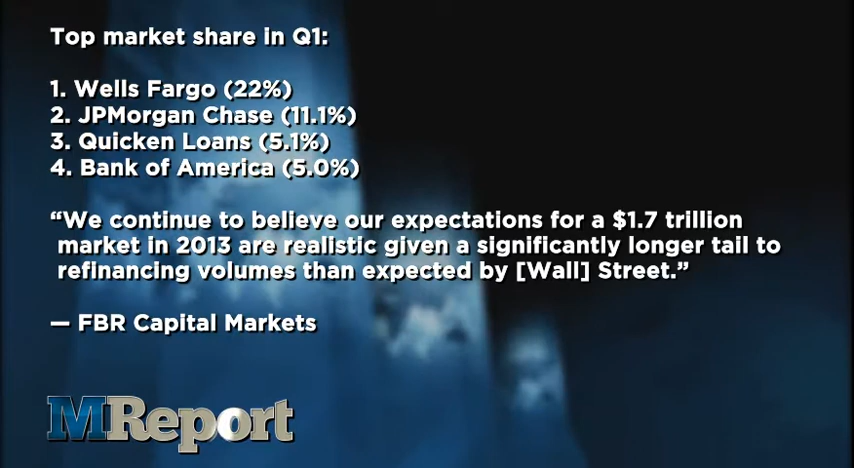 Top market share in Q1:
1. Wells Fargo (22%)
2. JPMorgan Chase (11.1%)
3. Quicken Loans (5.1%)
4. Bank of America (5.0%)
“We continue to believe our expectations for a $1.7 trillion
market in 2013 are realistic given a significantly longer tail to
refinancing volumes than expected by [Wall] Street.”
— FBR Capital Markets
MReport